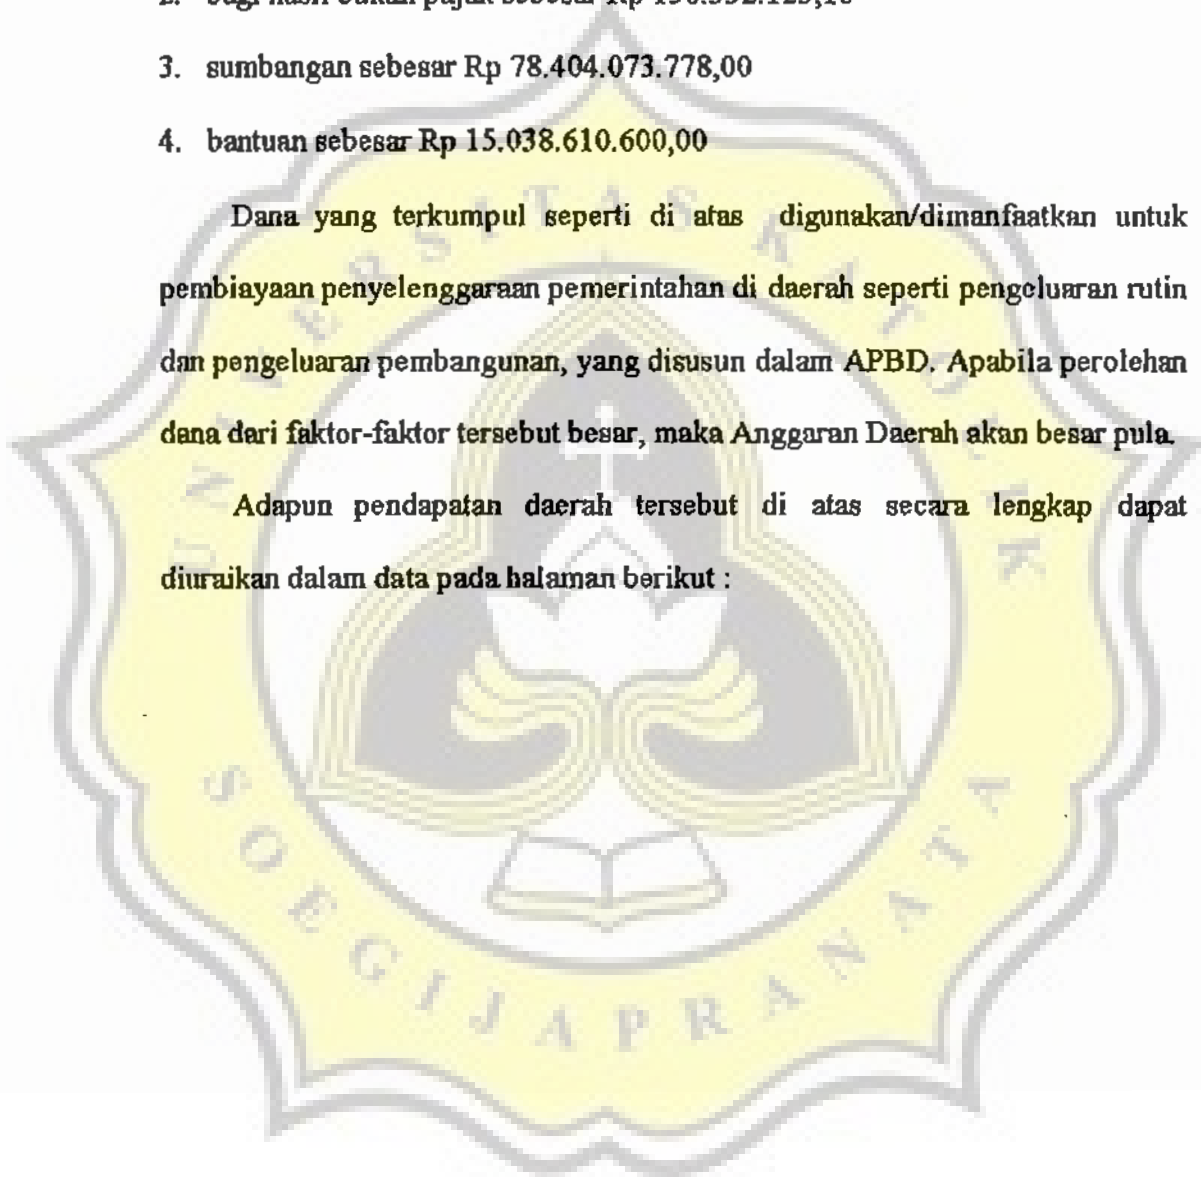 3. sumbangan sebesar Rp 78.404.073.778,00
4. bantuan sebesar Rp 15.038.610.600,00
Dana yang terkumpul seperti di atas digunakan/dimanfaatkan untuk
pembiayaan penyelenggaraan pemerintahan di daerah seperti pengeluaran rutin
dan pengeluaran pembangunan, yang disusun dalam APBD. Apabila perolehan
dana dari faktor-faktor tersebut besar, maka Anggaran Daerah akan besar pula.
Adapun pendapatan daerah tersebut di atas secara lengkap dapat
diuraikan dalam data pada halaman berikut :
UNIVERSITAS KATOLIK
SOEGIJAPRANATA